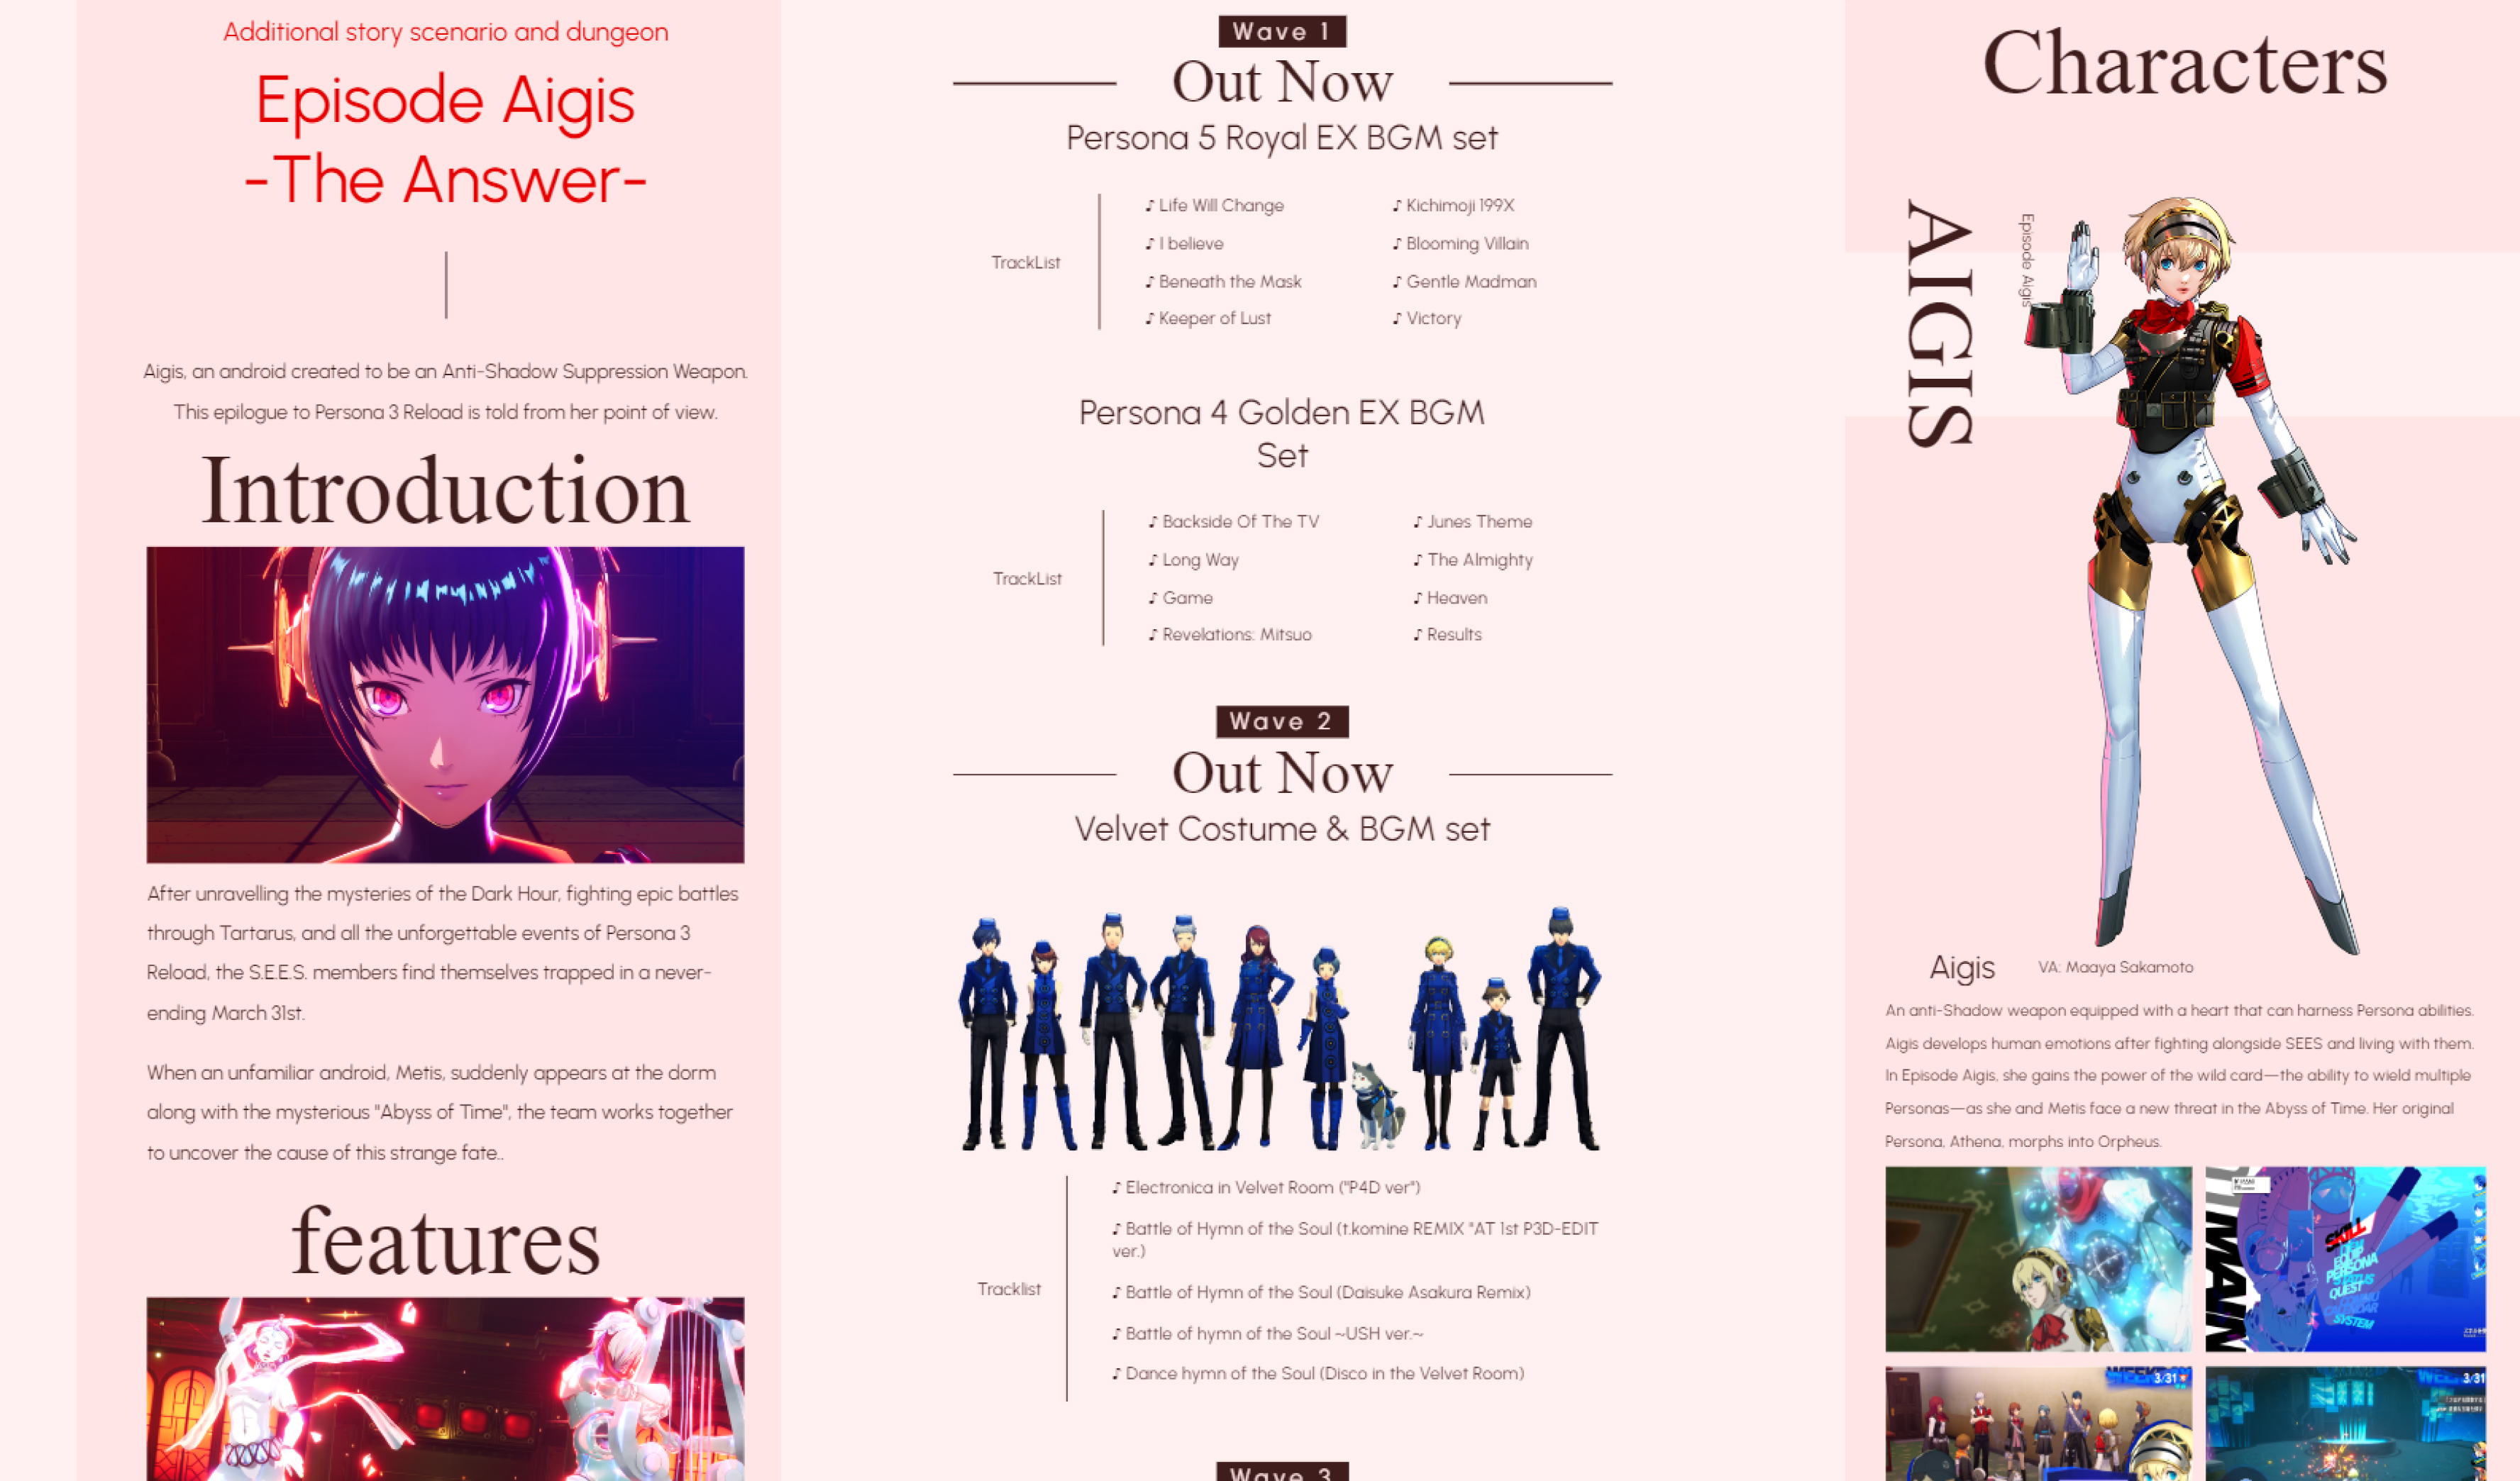 Additional story scenario and dungeon
Episode Aigis
-The Answer-
Aigis, an android created to be an Anti-Shadow Suppression Weapon.
This epilogue to Persona 3 Reload is told from her point of view.
Introduction
After unravelling the mysteries of the Dark Hour, fighting epic battles
through Tartarus, and all the unforgettable events of Persona 3
Reload, the S.E.E.S. members find themselves trapped in a never-
ending March 31st.
When an unfamiliar android, Metis, suddenly appears at the dorm
along with the mysterious "Abyss of Time", the team works together
to uncover the cause of this strange fate..
features
Wave 1
Out Now
Persona 5 Royal EX BGM set
TrackList
♪ Life Will Change
♪ I believe
♪ Beneath the Mask
♪ Keeper of Lust
♪ Kichimoji 199X
♪ Blooming Villain
♪ Gentle Madman
♪ Victory
Persona 4 Golden EX BGM
Set
TrackList
♪ Backside Of The TV
♪ Long Way
♪ Game
♪ Revelations: Mitsuo
♪ Junes Theme
♪ The Almighty
♪ Heaven
♪ Results
Wave 2
Out Now
Velvet Costume & BGM set
Tracklist
♪ Electronica in Velvet Room ("P4D ver")
♪ Battle of Hymn of the Soul (t.komine REMIX "AT 1st P3D-EDIT
ver.)
♪ Battle of Hymn of the Soul (Daisuke Asakura Remix)
♪ Battle of hymn of the Soul ~USH ver.~
♪ Dance hymn of the Soul (Disco in the Velvet Room)
Wave 3
Characters
AIGIS
Episode Aigis
Aigis
VA: Maaya Sakamoto
An anti-Shadow weapon equipped with a heart that can harness Persona abilities.
Aigis develops human emotions after fighting alongside SEES and living with them.
In Episode Aigis, she gains the power of the wild card—the ability to wield multiple
Personas—as she and Metis face a new threat in the Abyss of Time. Her original
Persona, Athena, morphs into Orpheus.
MAIN
SKILL
EQUIP
PERSONA
STATUS
QUEST
CALENDAR
SYSTEM
3/31
3/31